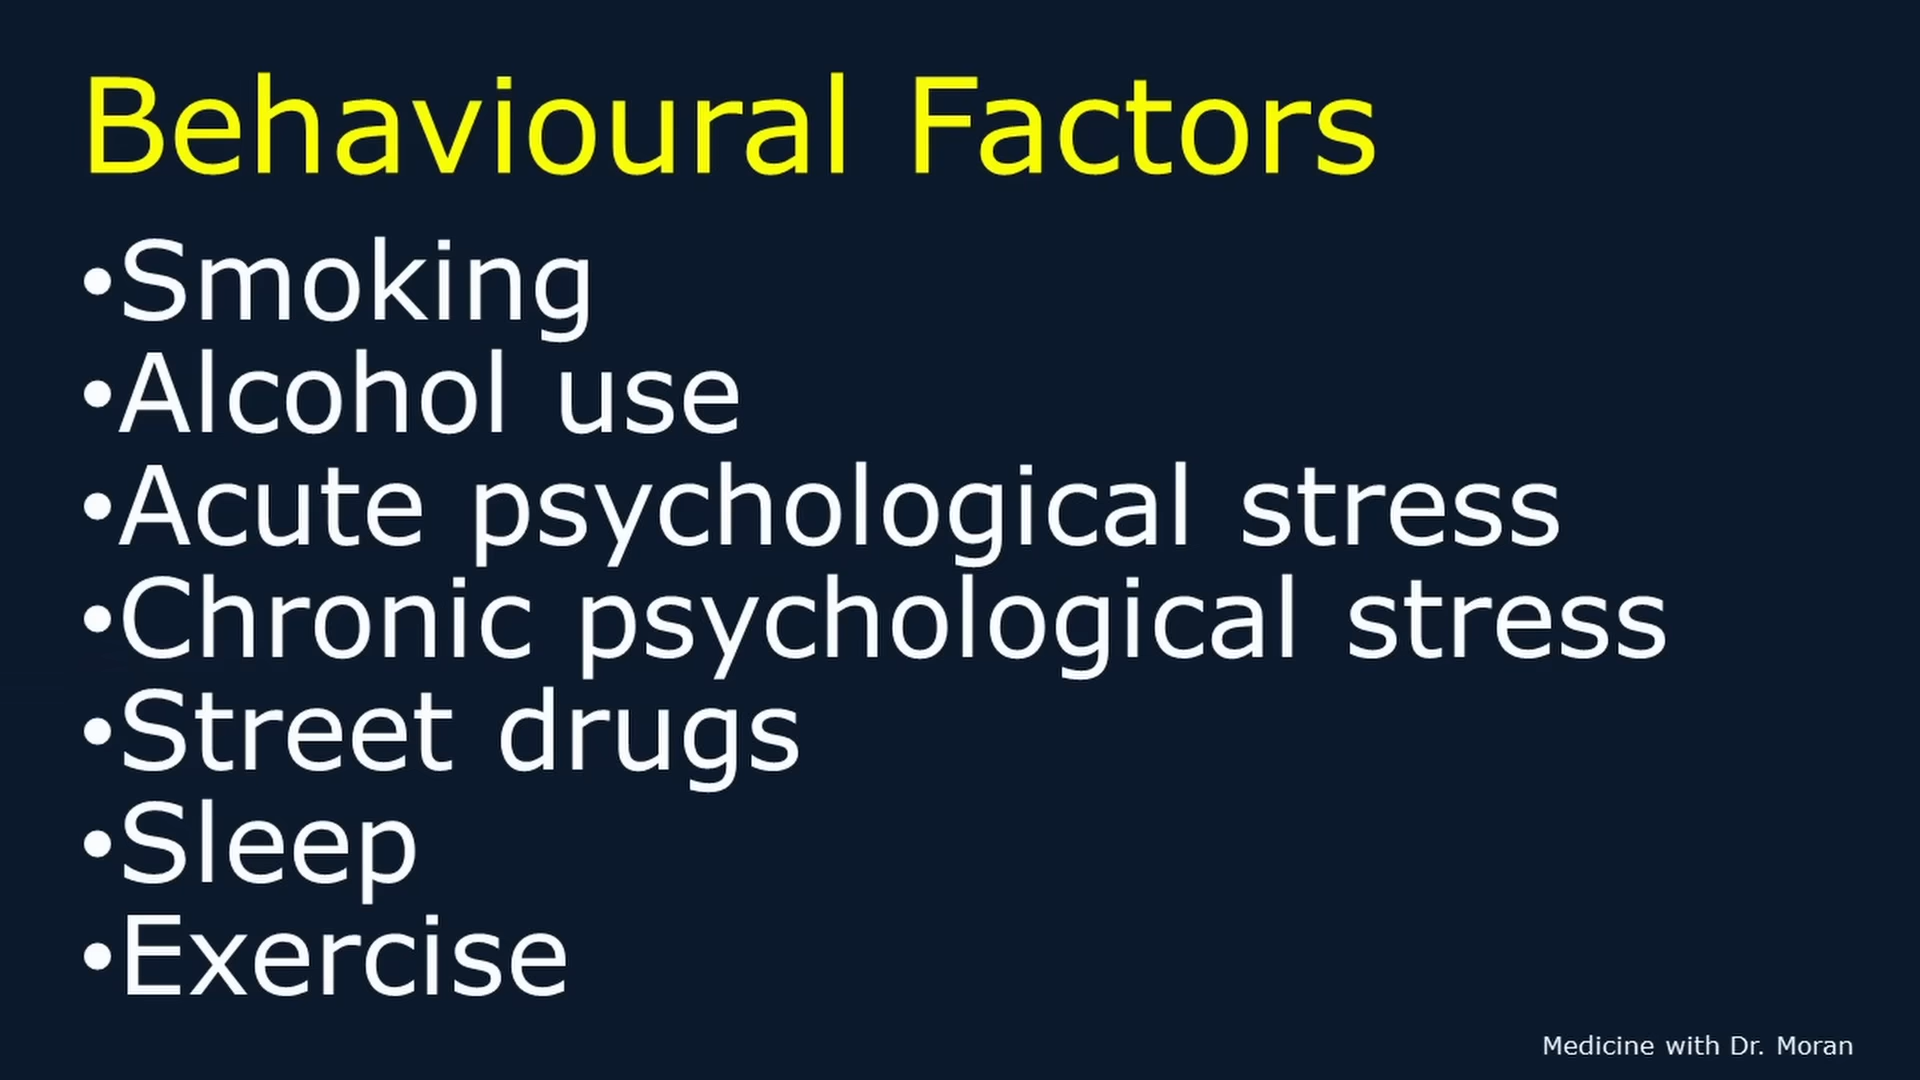 Behavioural Factors
•Smoking
•Alcohol use
•Acute psychological stress
•Chronic psychological stress
•Street drugs
•Sleep
•Exercise
Medicine with Dr. Moran